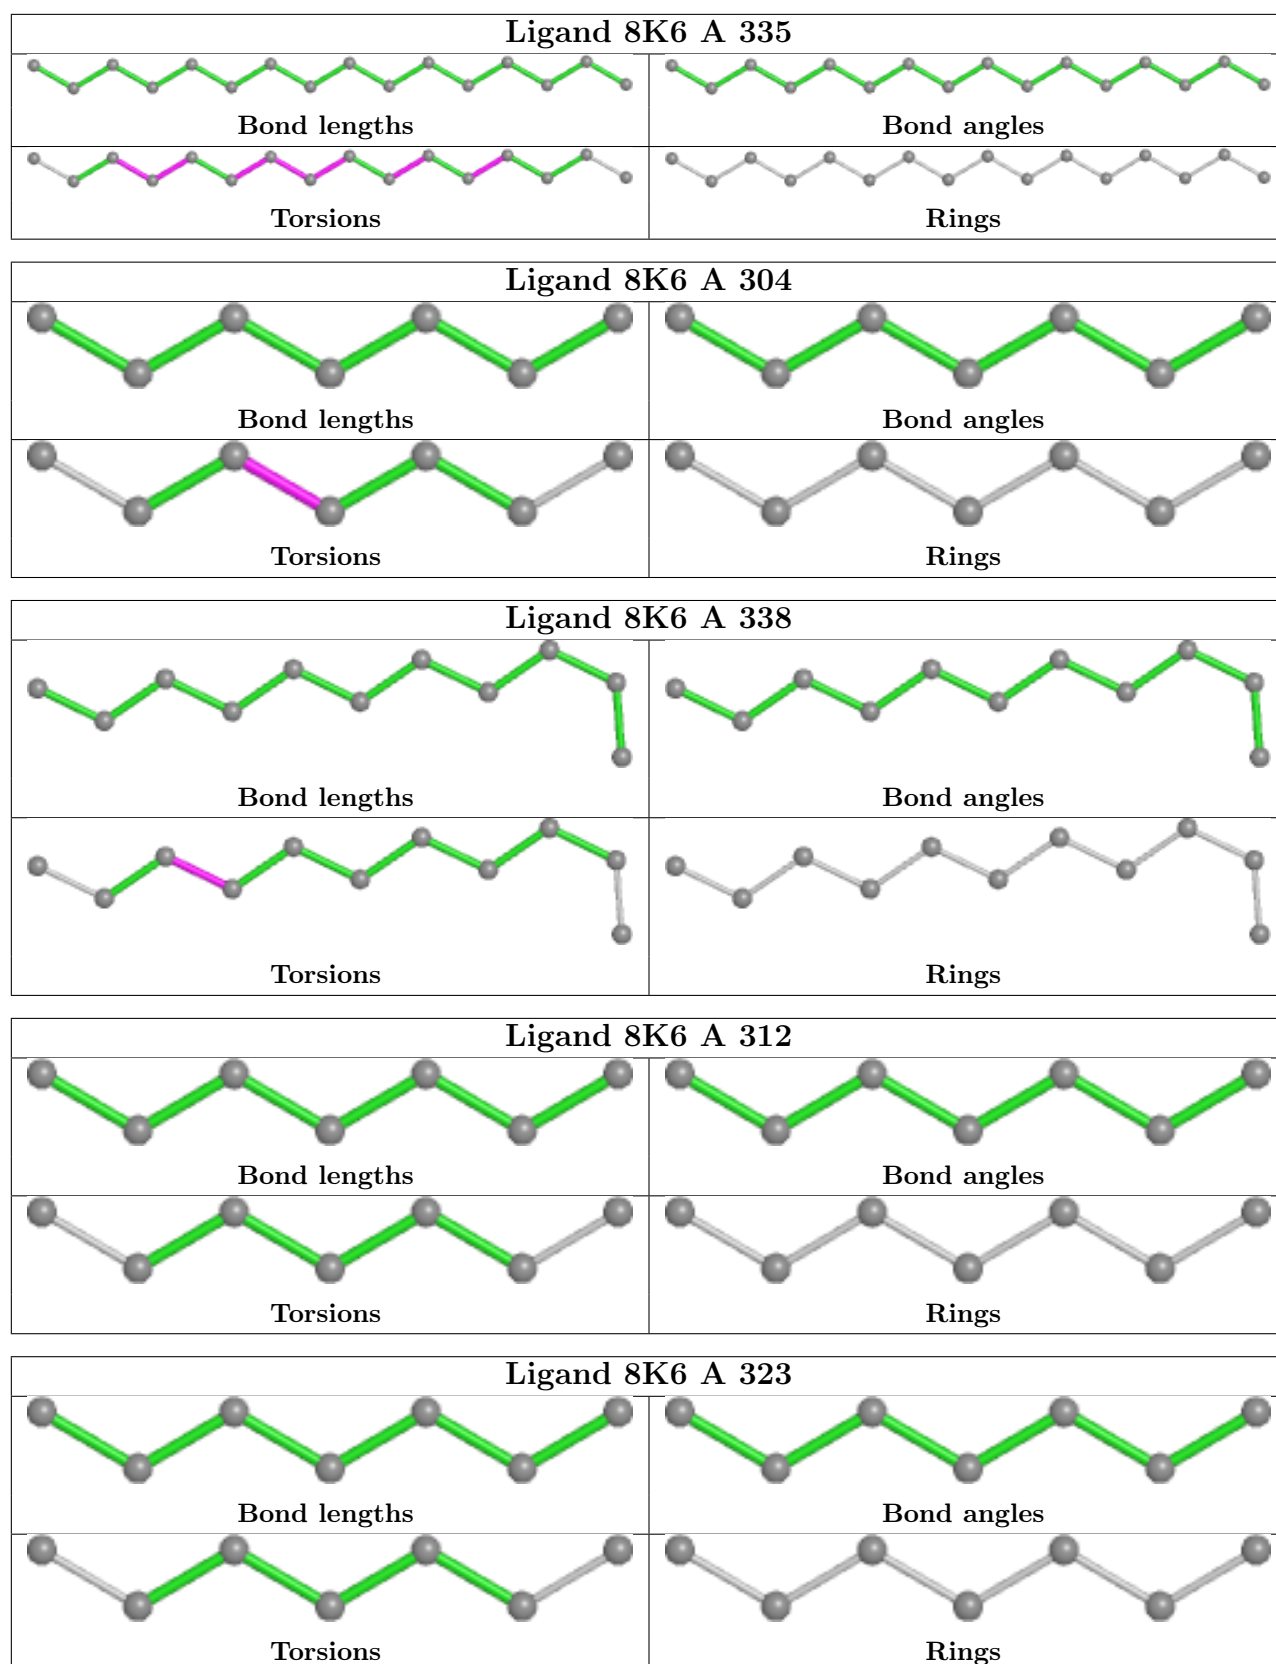 Ligand 8K6 A 335
Bond lengths
Bond angles
Torsions
Rings
Ligand 8K6 A 304
Bond lengths
Bond angles
Torsions
Rings
Ligand 8K6 A 338
Bond lengths
Bond angles
Torsions
Rings
Ligand 8K6 A 312
Bond lengths
Bond angles
Torsions
Rings
Ligand 8K6 A 323
Bond lengths
Bond angles
Torsions
Rings